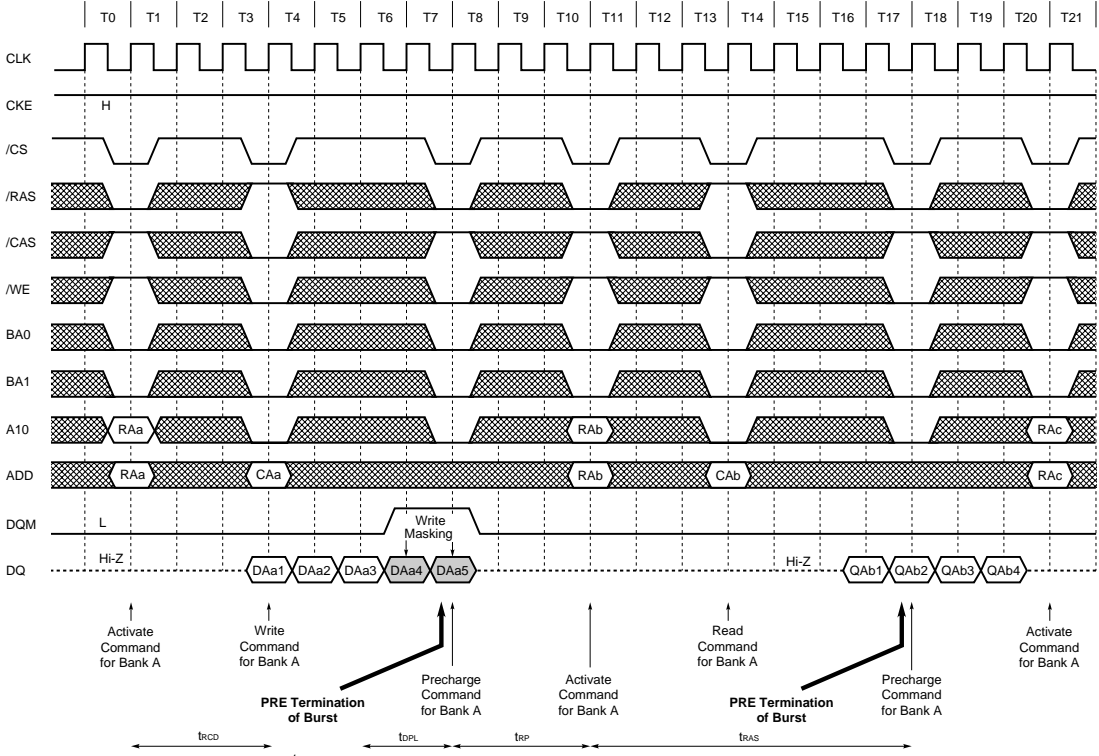 T0 T1 T2 T3 T4 T5 T6 T7 T8 T9 T10 T11 T12 T13 T14 T15 T16 T17 T18 T19 T20 T21
CLK
CKE H
/CS
/RAS
/CAS
/WE
BA0
BA1
A10 RAa RAb RAc
ADD RAa CAa RAb CAb RAc
DQM L Write
Masking
Hi-Z Hi-Z
DQ DAa1 DAa2 DAa3 DAa4 DAa5 QAb1 QAb2 QAb3 QAb4
Activate
Command
for Bank A
Write
Command
for Bank A
PRE Termination
of Burst
Precharge
Command
for Bank A
Activate
Command
for Bank A
Read
Command
for Bank A
PRE Termination
of Burst
Precharge
Command
for Bank A
Activate
Command
for Bank A
tRCD tDPL tRP tRAS